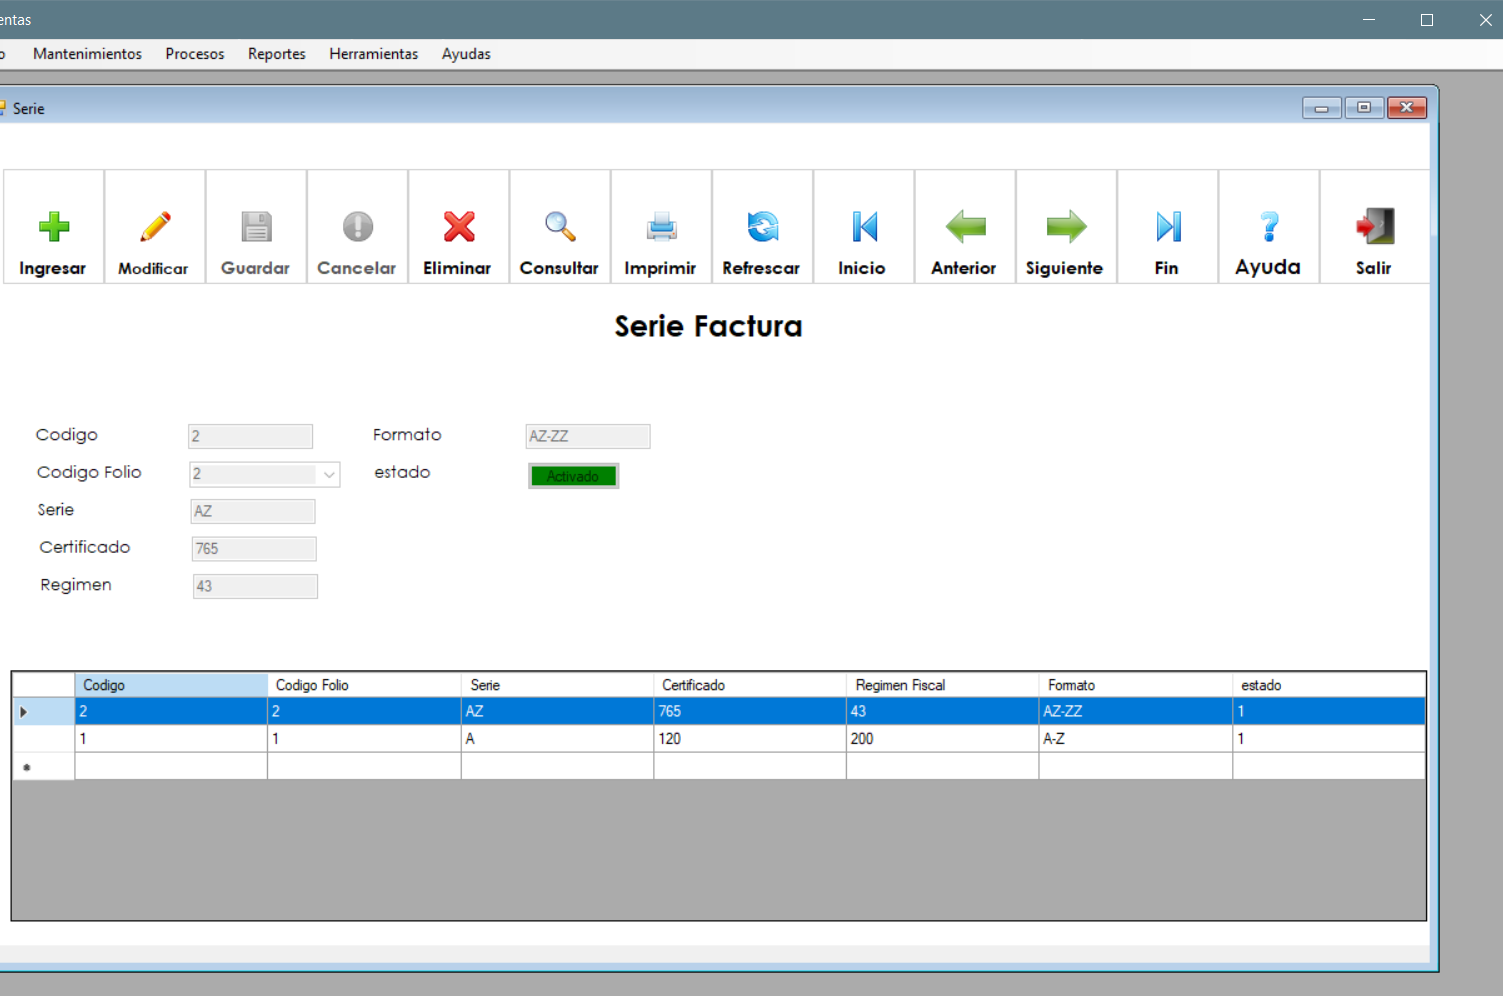 entas
o Mantenimientos Procesos Reportes Herramientas Ayudas
Serie
Ingresar Modificar Guardar Cancelar Eliminar Consultar Imprimir Refrescar Inicio Anterior Siguiente Fin Ayuda Salir
Serie Factura
Codigo 2 Formato AZ-ZZ
Codigo Folio 2 estado Activado
Serie AZ
Certificado 765
Regimen 43
Codigo Codigo Folio Serie Certificado Regimen Fiscal Formato estado
2 2 AZ 765 43 AZ-ZZ 1
1 1 A 120 200 A-Z 1